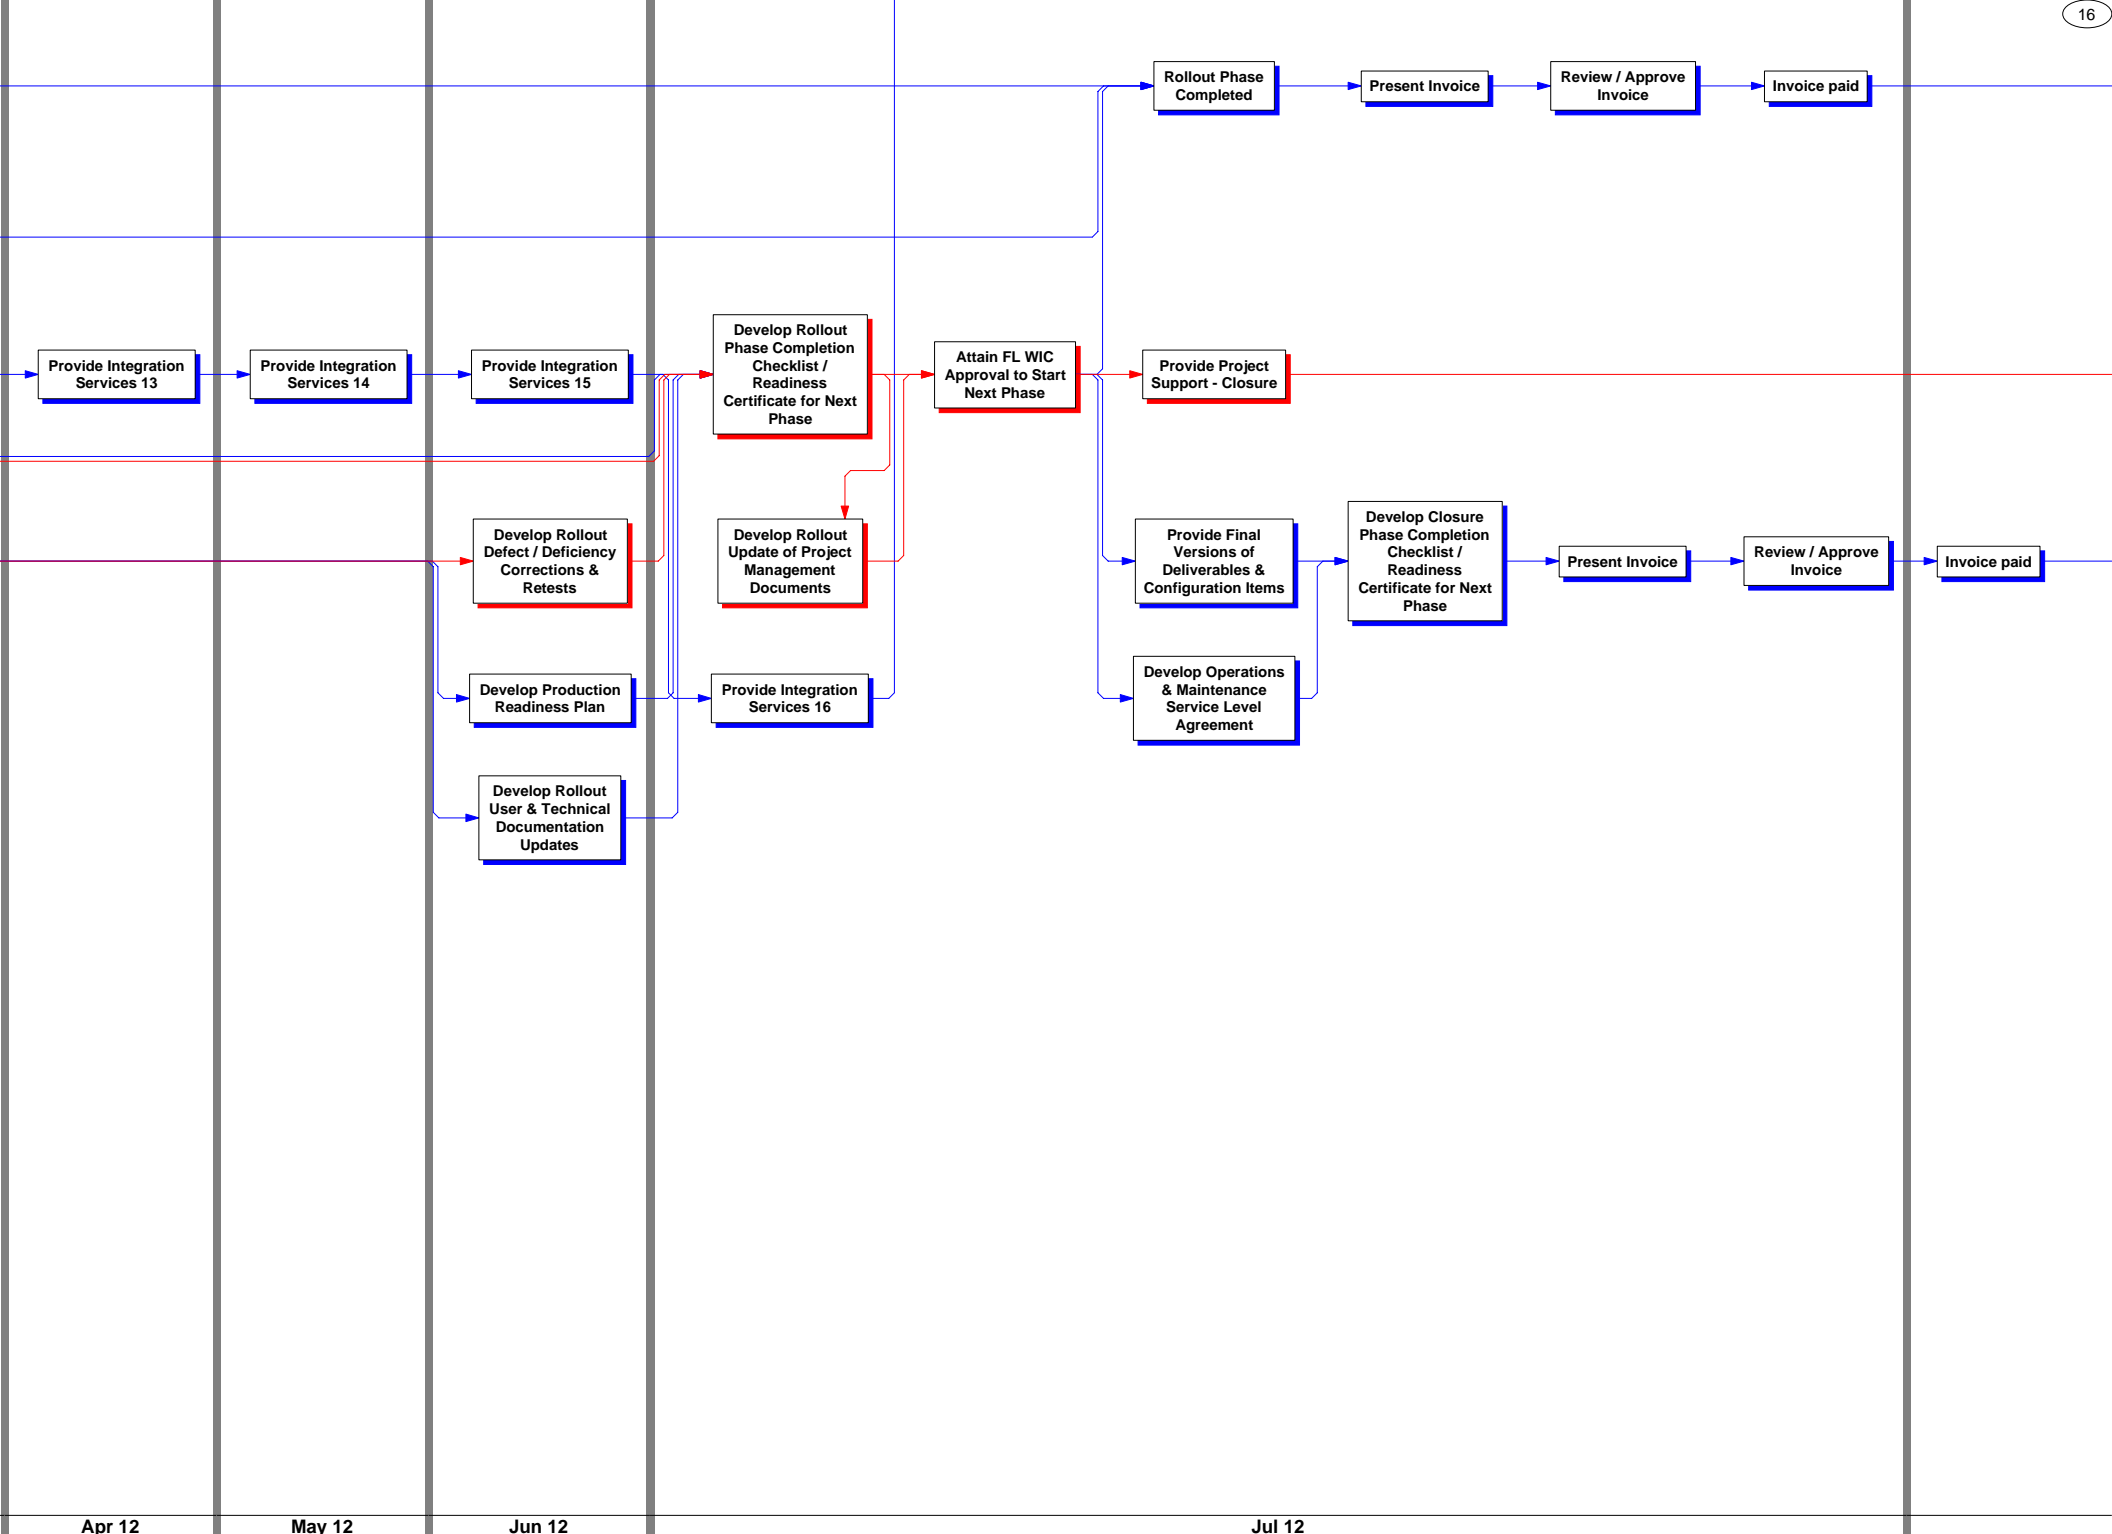 16
Rollout Phase
Completed
Present Invoice
Review / Approve
Invoice
Invoice paid
Provide Integration
Services 13
Provide Integration
Services 14
Provide Integration
Services 15
Develop Rollout
Phase Completion
Checklist /
Readiness
Certificate for Next
Phase
Attain FL WIC
Approval to Start
Next Phase
Provide Project
Support - Closure
Develop Rollout
Defect / Deficiency
Corrections &
Retests
Develop Rollout
Update of Project
Management
Documents
Provide Final
Versions of
Deliverables &
Configuration Items
Develop Closure
Phase Completion
Checklist /
Readiness
Certificate for Next
Phase
Present Invoice
Review / Approve
Invoice
Invoice paid
Develop Production
Readiness Plan
Provide Integration
Services 16
Develop Operations
& Maintenance
Service Level
Agreement
Develop Rollout
User & Technical
Documentation
Updates
Apr 12
May 12
Jun 12
Jul 12